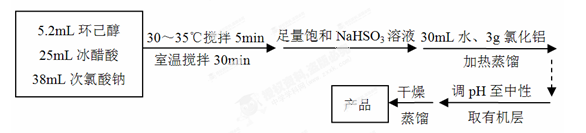 5.2mL 环己醇
25mL 冰醋酸
38mL 次氯酸钠
30～35℃搅拌 5min
室温搅拌 30min
足量饱和 NaHSO₃ 溶液
30mL 水、3g 氯化铝
加热蒸馏
调 pH 至中性
取有机层
干燥
蒸馏
产品